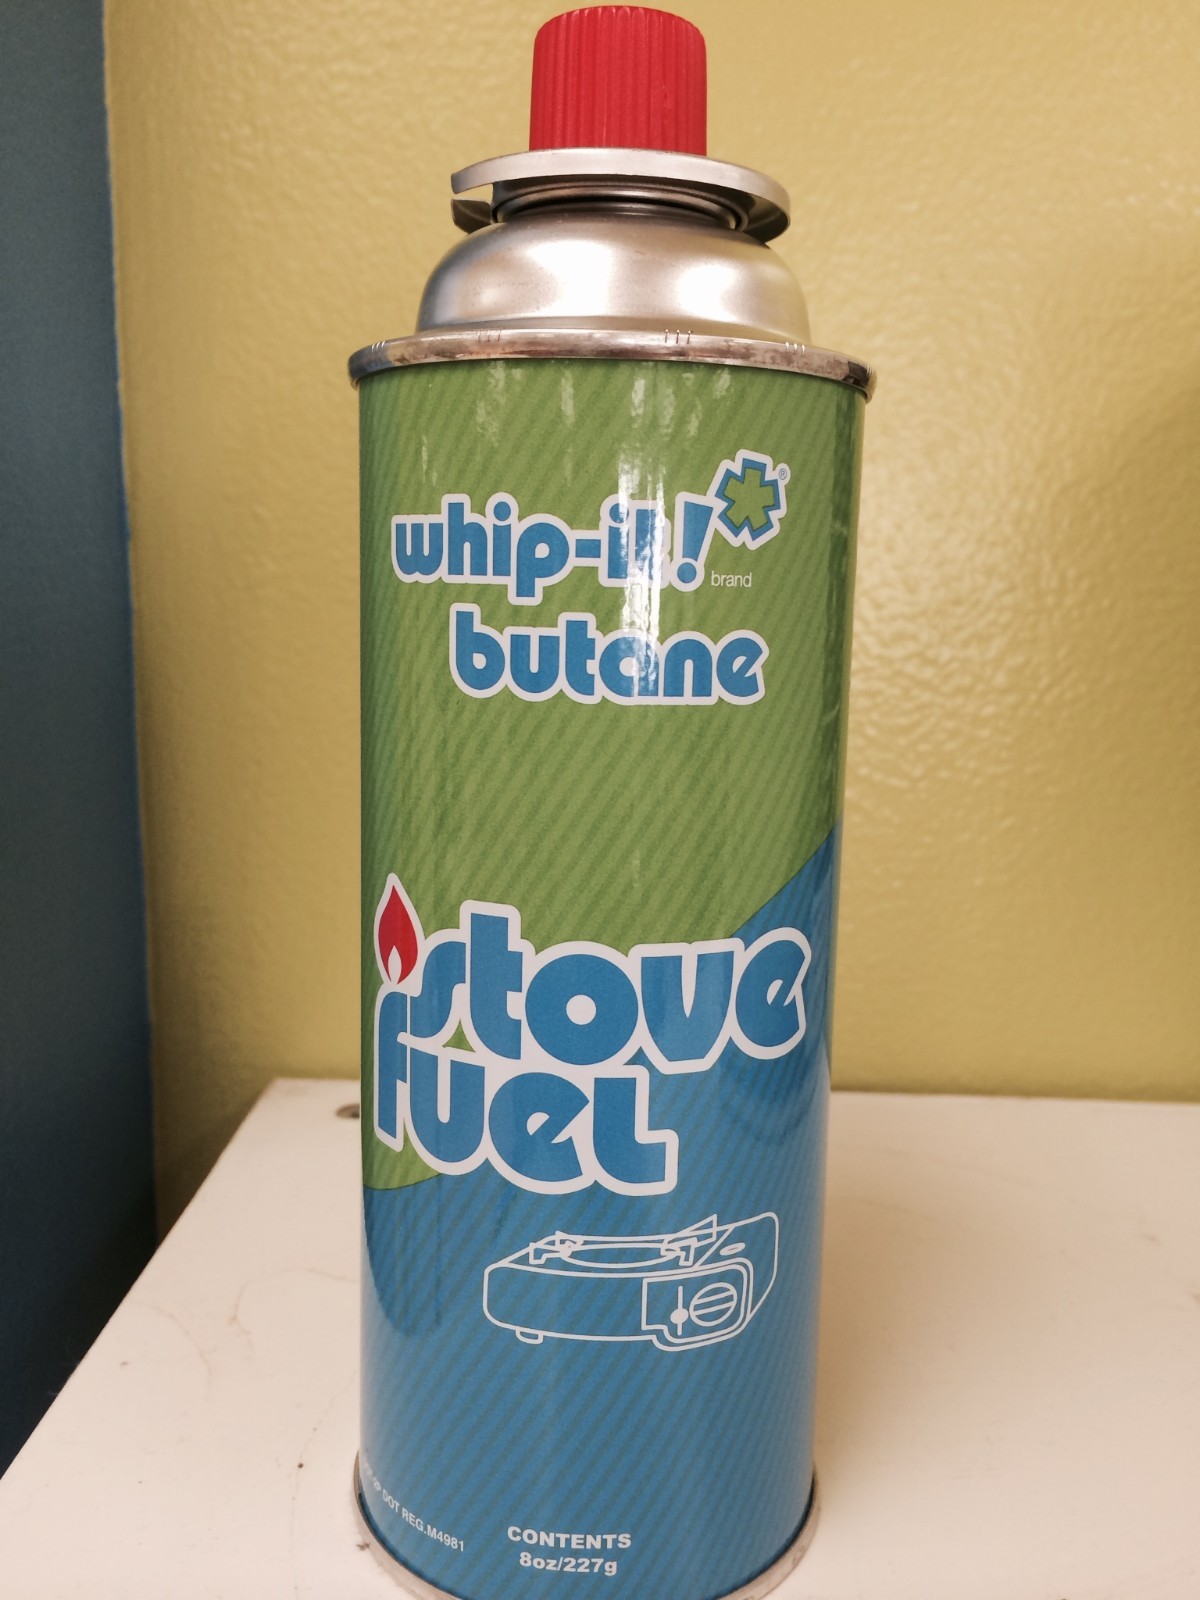 whip-it!®
brand
butane
stove
fuel
DOT REG.M4981
CONTENTS
8oz/227g